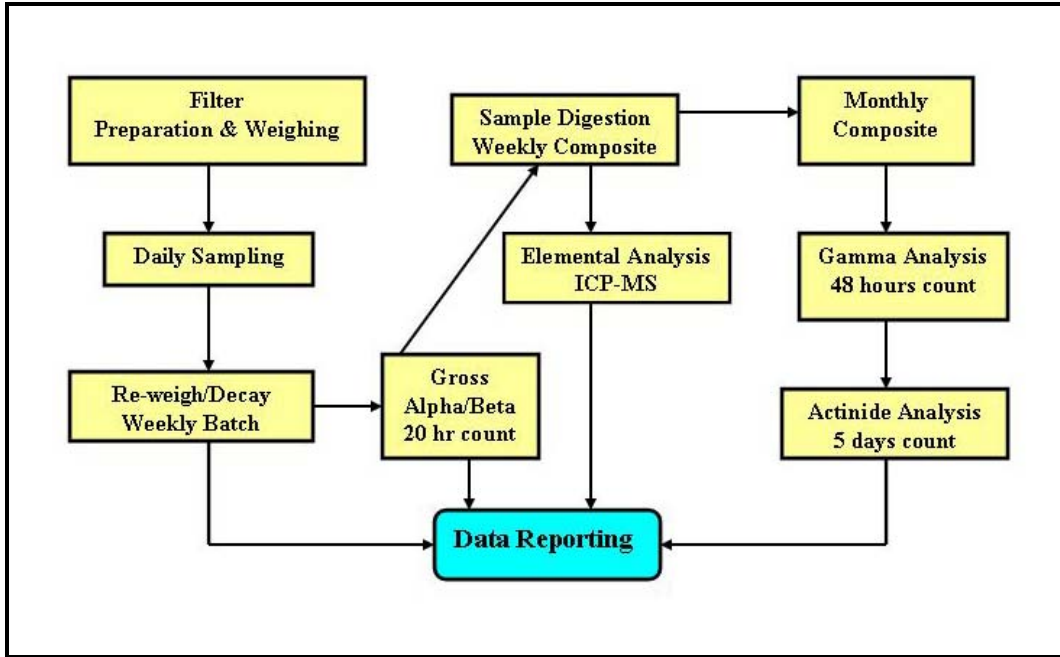 Filter
Preparation & Weighing
Daily Sampling
Re-weigh/Decay
Weekly Batch
Gross
Alpha/Beta
20 hr count
Sample Digestion
Weekly Composite
Elemental Analysis
ICP-MS
Monthly
Composite
Gamma Analysis
48 hours count
Actinide Analysis
5 days count
Data Reporting